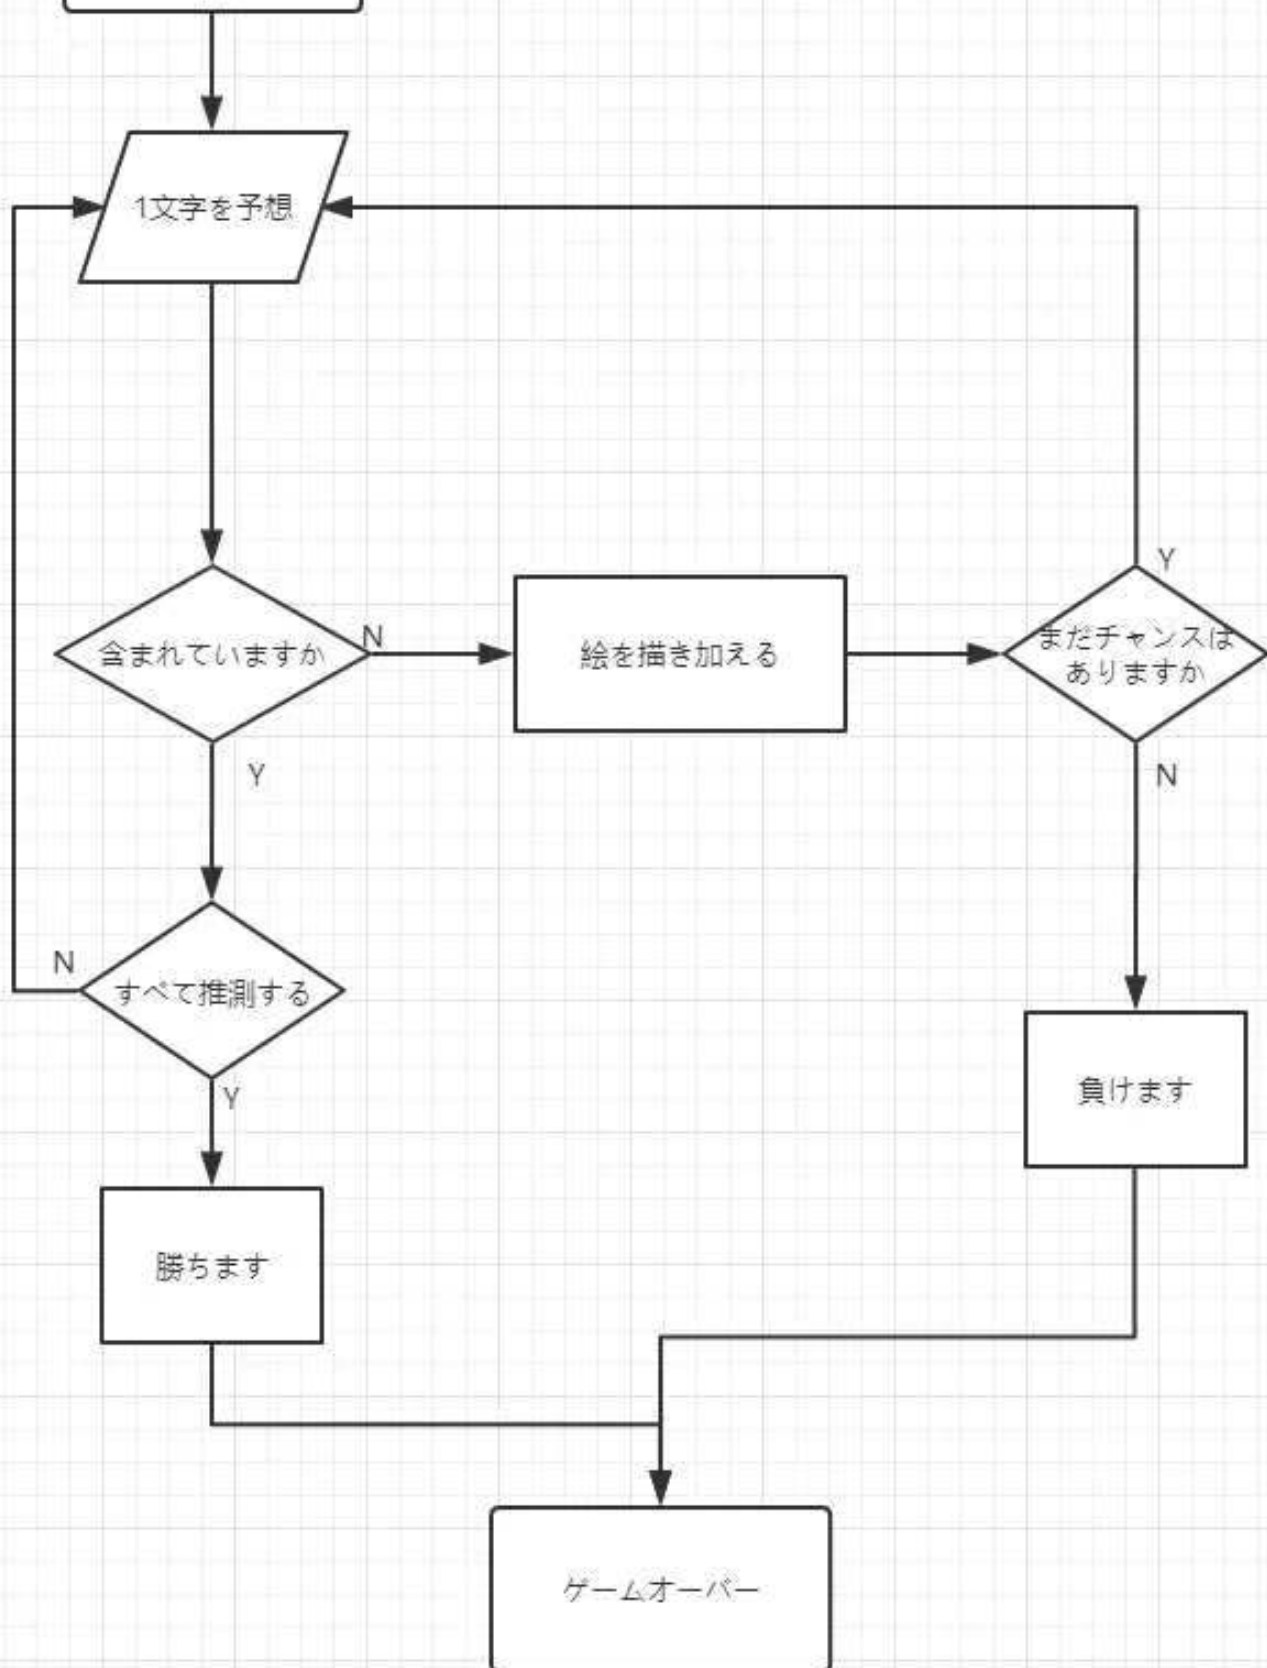 1文字を予想
含まれていますか
N
絵を描き加える
Y
まだチャンスは
ありますか
Y
N
N
すべて推測する
Y
負けます
勝ちます
ゲームオーバー